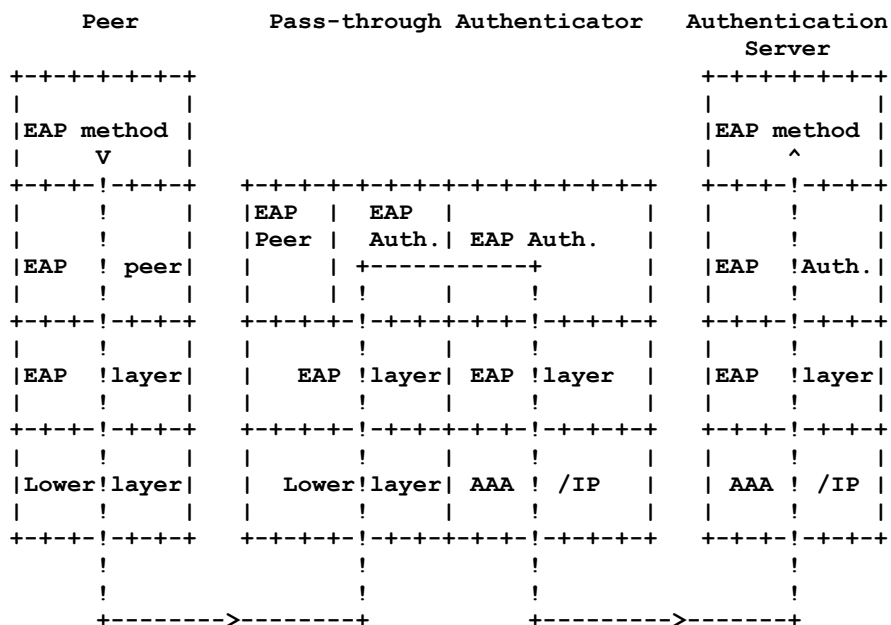 Peer Pass-through Authenticator Authentication
Server
EAP method EAP method
V ^
EAP EAP
Peer Auth. EAP Auth.
EAP peer EAP Auth.
EAP layer EAP layer EAP layer EAP layer
Lower layer Lower layer AAA /IP AAA /IP